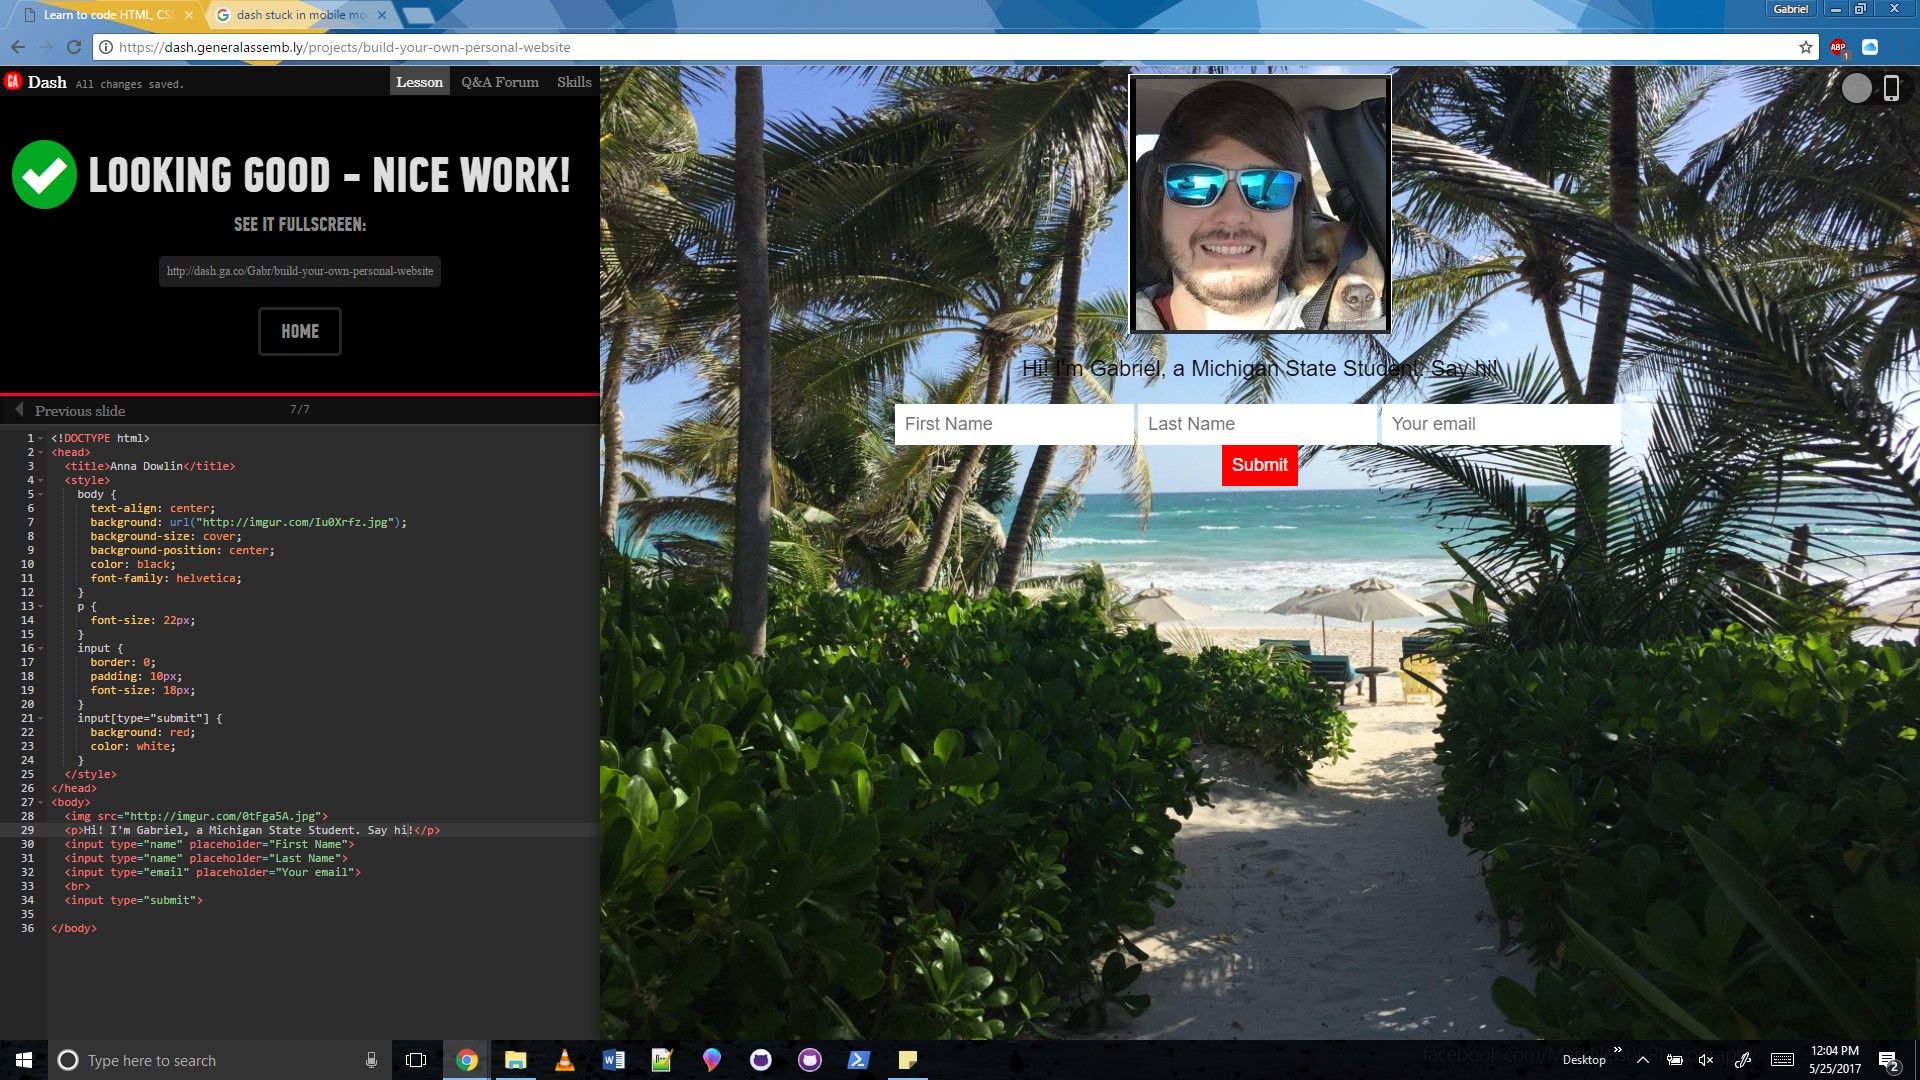 Learn to code HTML, CS
dash stuck in mobile mo
Gabriel
https://dash.generalassemb.ly/projects/build-your-own-personal-website
ABP
1
GA
Dash
All changes saved.
Lesson
Q&A Forum
Skills
LOOKING GOOD - NICE WORK!
SEE IT FULLSCREEN:
http://dash.ga.co/Gabr/build-your-own-personal-website
HOME
Previous slide
7/7
1 <!DOCTYPE html>
2 <head>
3 <title>Anna Dowlin</title>
4 <style>
5 body {
6 text-align: center;
7 background: url("http://imgur.com/Iu0Xrfz.jpg");
8 background-size: cover;
9 background-position: center;
10 color: black;
11 font-family: helvetica;
12 }
13 p {
14 font-size: 22px;
15 }
16 input {
17 border: 0;
18 padding: 10px;
19 font-size: 18px;
20 }
21 input[type="submit"] {
22 background: red;
23 color: white;
24 }
25 </style>
26 </head>
27 <body>
28 <img src="http://imgur.com/0tFga5A.jpg">
29 <p>Hi! I'm Gabriel, a Michigan State Student. Say hi!</p>
30 <input type="name" placeholder="First Name">
31 <input type="name" placeholder="Last Name">
32 <input type="email" placeholder="Your email">
33 <br>
34 <input type="submit">
35
36 </body>
Hi! I'm Gabriel, a Michigan State Student. Say hi!
First Name
Last Name
Your email
Submit
Type here to search
Desktop
12:04 PM
5/25/2017
2